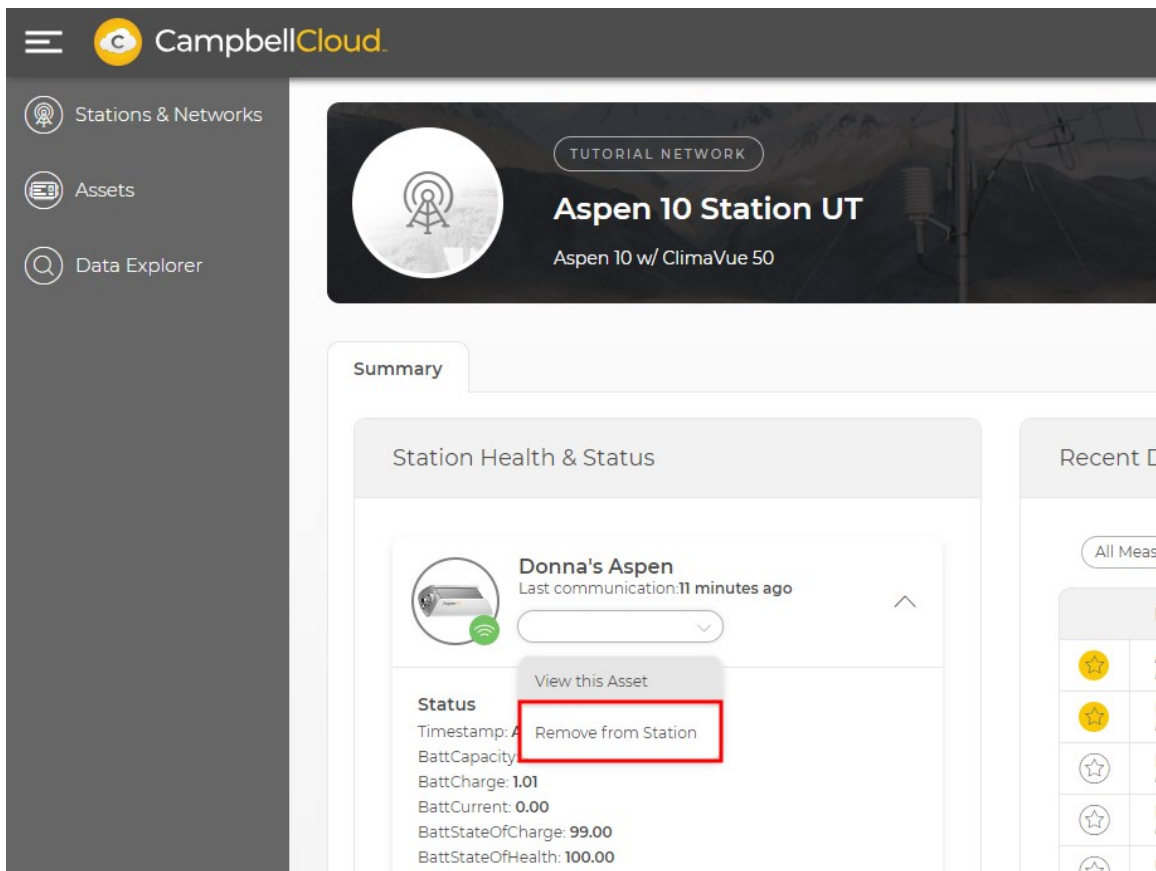 CampbellCloud
Stations & Networks
Assets
Data Explorer
TUTORIAL NETWORK
Aspen 10 Station UT
Aspen 10 w/ ClimaVue 50
Summary
Station Health & Status
Donna's Aspen
Last communication:11 minutes ago
View this Asset
Remove from Station
Status
Timestamp: A
BattCapacity:
BattCharge: 1.01
BattCurrent: 0.00
BattStateOfCharge: 99.00
BattStateOfHealth: 100.00
Recent D
All Meas